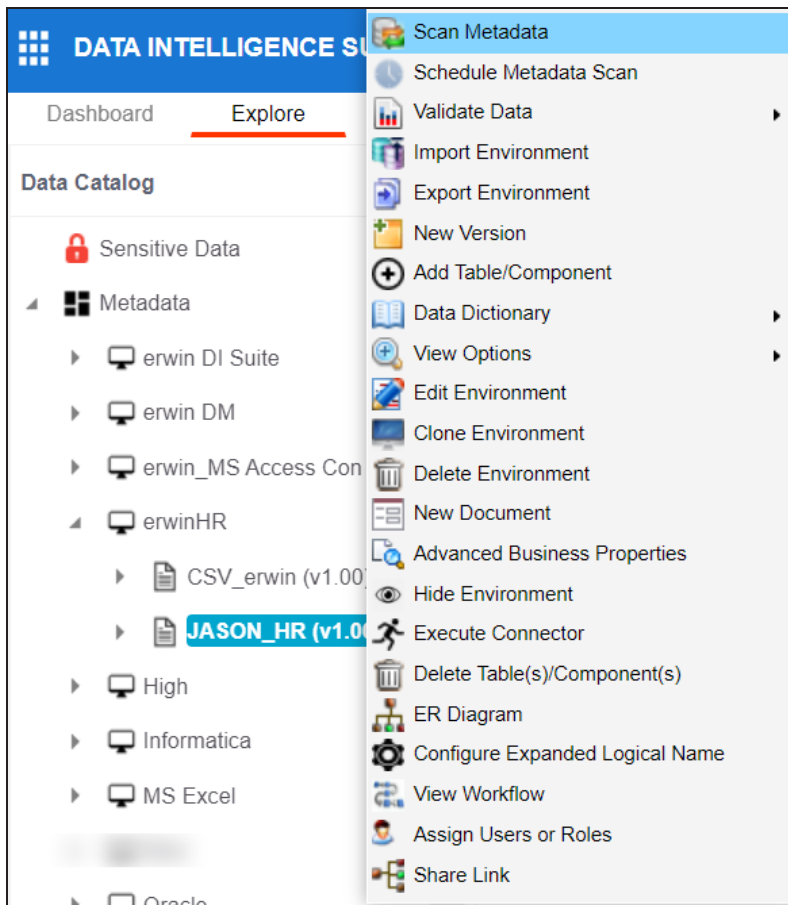 DATA INTELLIGENCE
Dashboard
Explore
Data Catalog
Sensitive Data
Metadata
erwin DI Suite
erwin DM
erwin_MS Access Con
erwinHR
CSV_erwin (v1.00)
JASON_HR (v1.00
High
Informatica
MS Excel
Oracle
Scan Metadata
Schedule Metadata Scan
Validate Data
Import Environment
Export Environment
New Version
Add Table/Component
Data Dictionary
View Options
Edit Environment
Clone Environment
Delete Environment
New Document
Advanced Business Properties
Hide Environment
Execute Connector
Delete Table(s)/Component(s)
ER Diagram
Configure Expanded Logical Name
View Workflow
Assign Users or Roles
Share Link